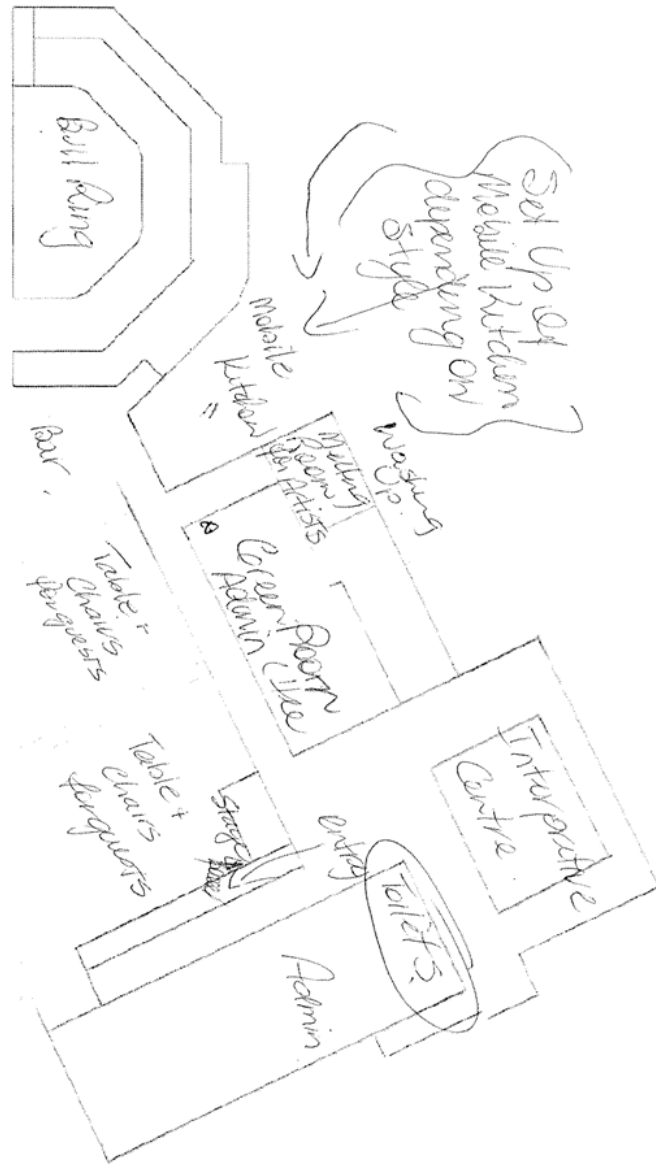 Bull Ring
Set Up of
Mobile Kitchen
depending on
Style
Mobile
Kitchen
Washing
Up
Meeting
Room
for Artists
Green Room
Admin
Interpretive
Centre
Bar
Table +
Chairs
for guests
Table +
Chairs
for guests
Stage
entry
Toilets
Admin